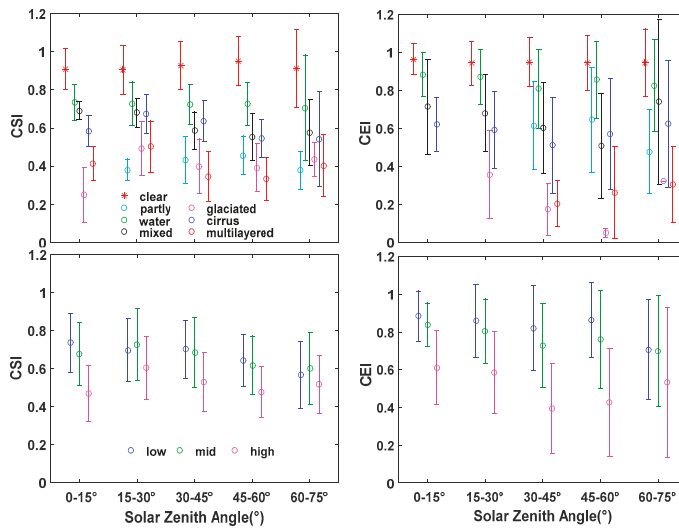 1.2
1
0.8
0.6
0.4
0.2
0
CSI
clear
partly
water
mixed
glaciated
cirrus
multilayered
1.2
1
0.8
0.6
0.4
0.2
0
CEI
1.2
1
0.8
0.6
0.4
0.2
0
CSI
low
mid
high
0-15°
15-30°
30-45°
45-60°
60-75°
Solar Zenith Angle(°)
1.2
1
0.8
0.6
0.4
0.2
0
CEI
0-15°
15-30°
30-45°
45-60°
60-75°
Solar Zenith Angle(°)